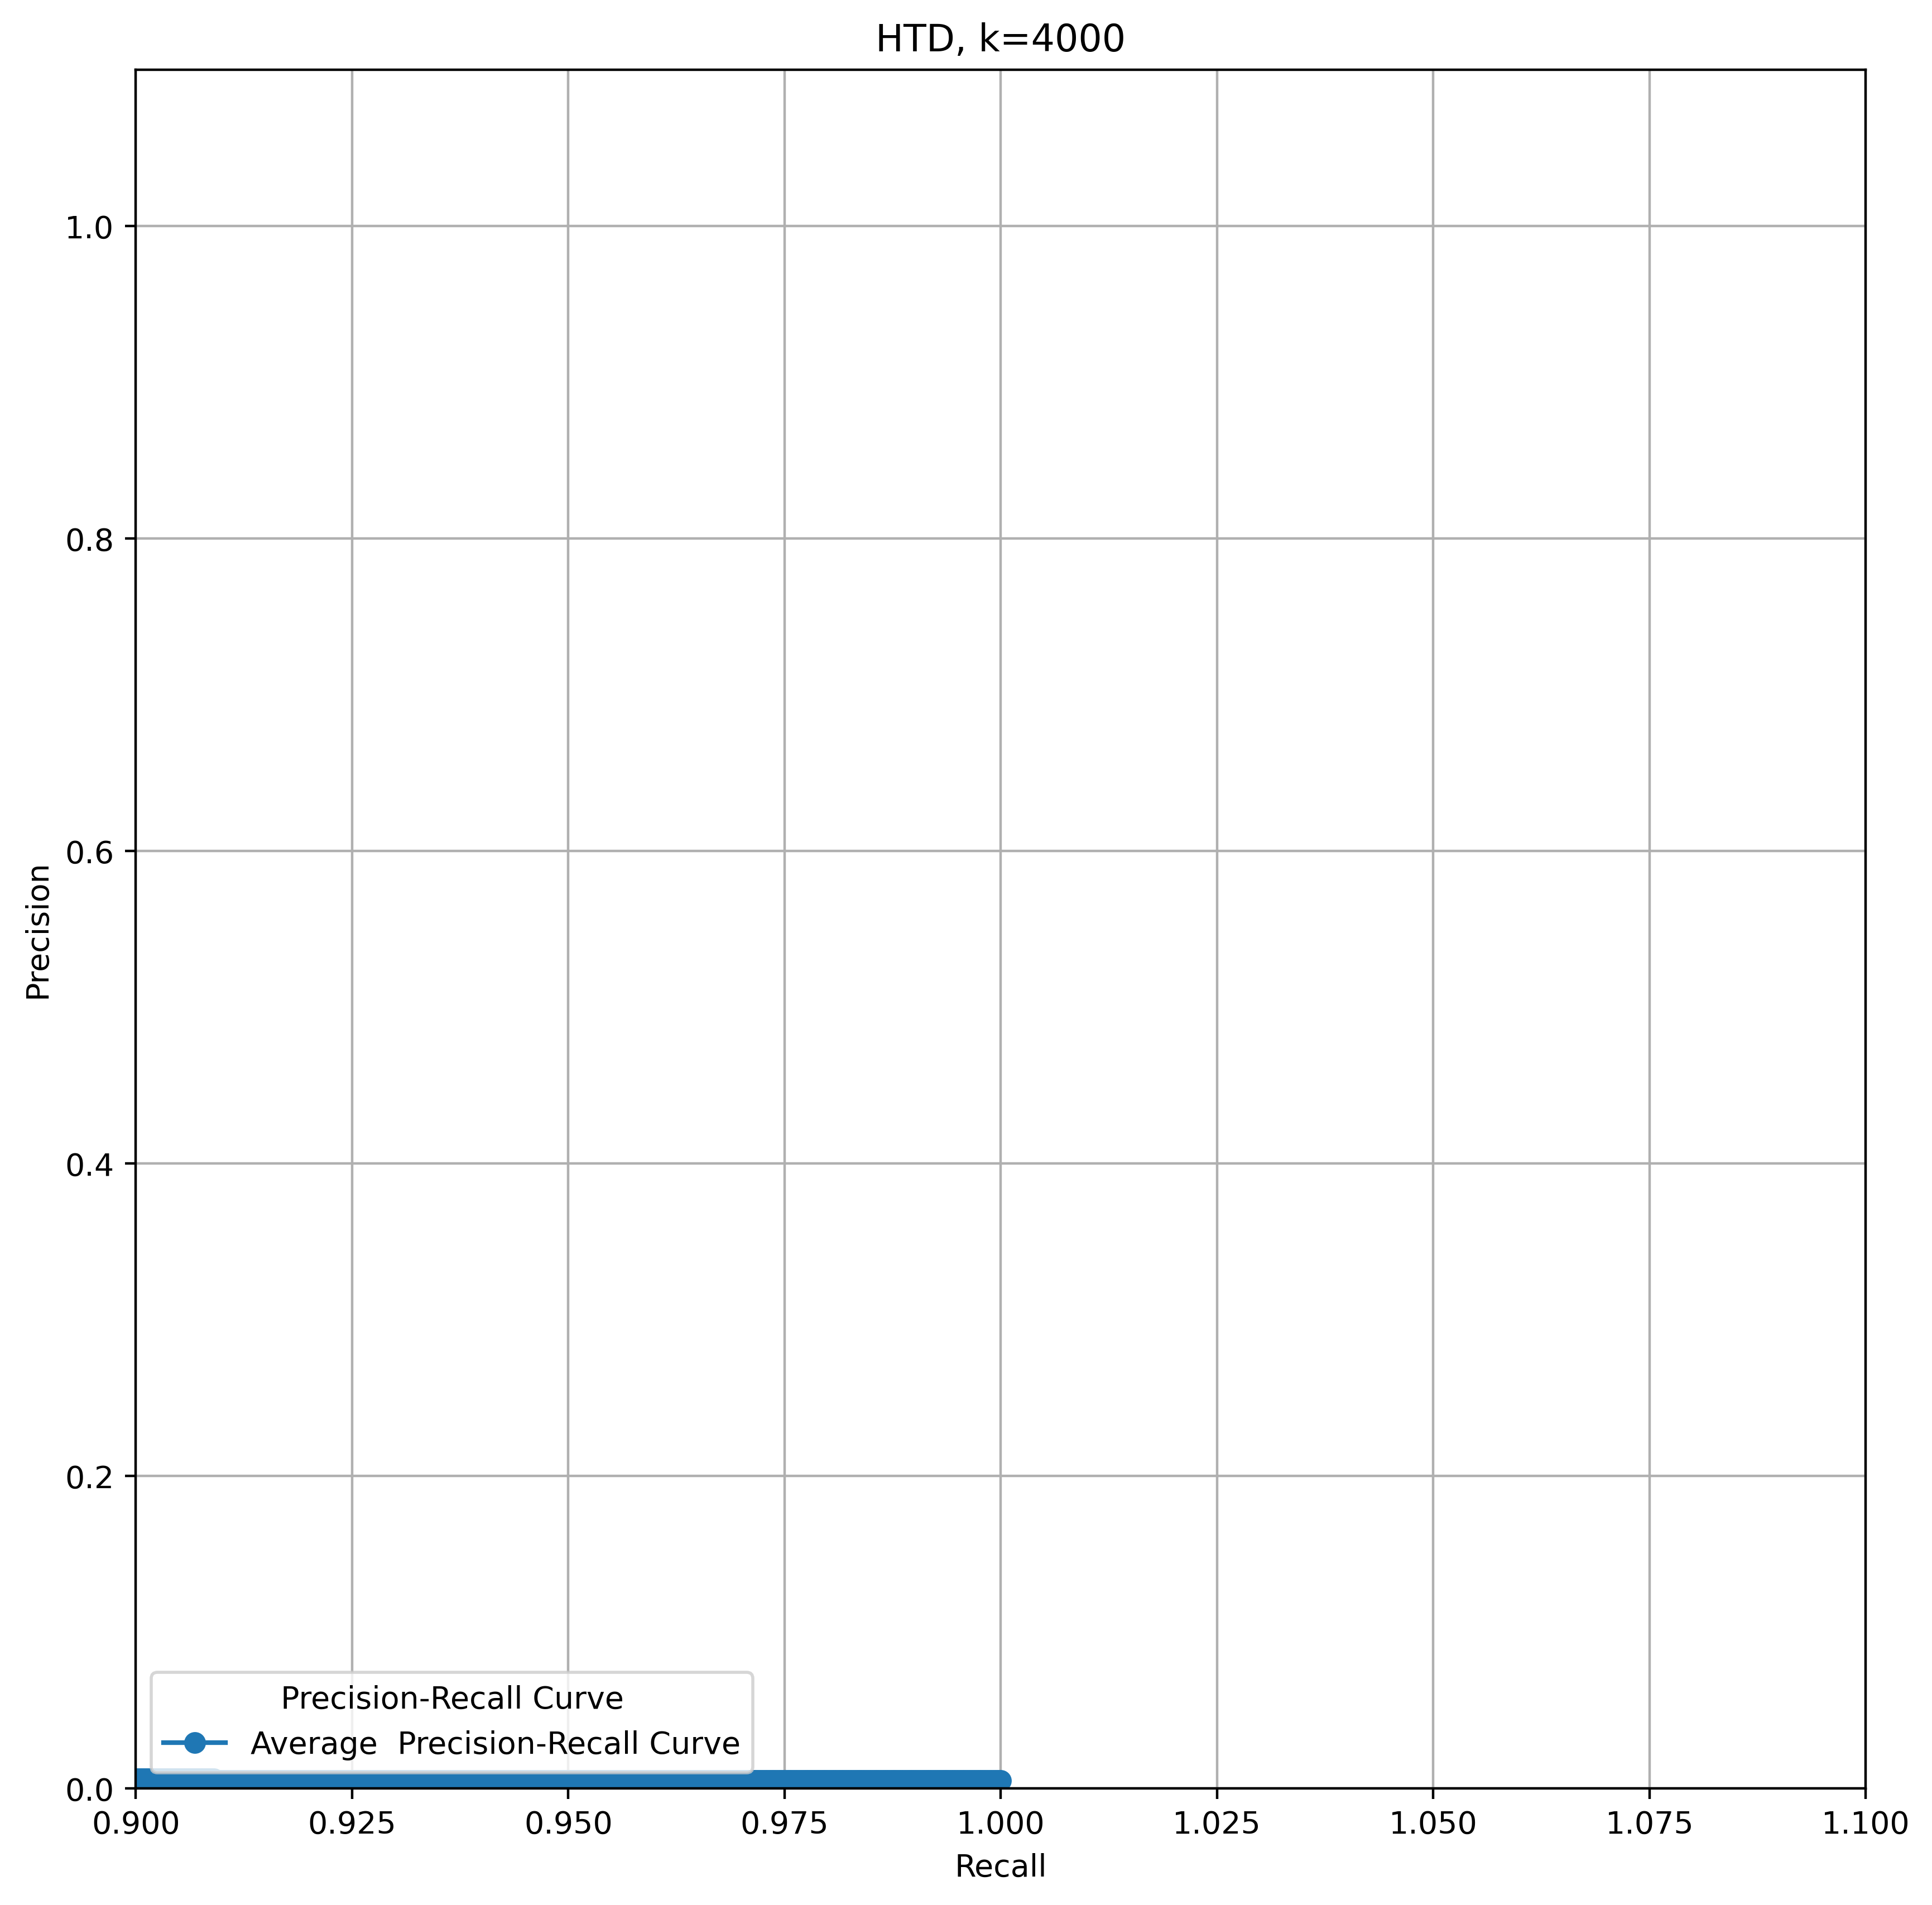 HTD, k=4000
1.0
0.8
0.6
0.4
0.2
0.0
Precision
Precision-Recall Curve
Average  Precision-Recall Curve
0.900 0.925 0.950 0.975 1.000 1.025 1.050 1.075 1.100
Recall